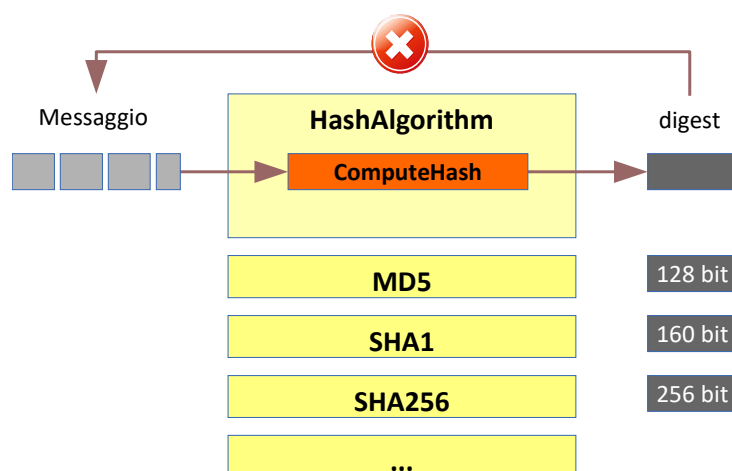 Messaggio
HashAlgorithm
digest
ComputeHash
MD5
128 bit
SHA1
160 bit
SHA256
256 bit
...